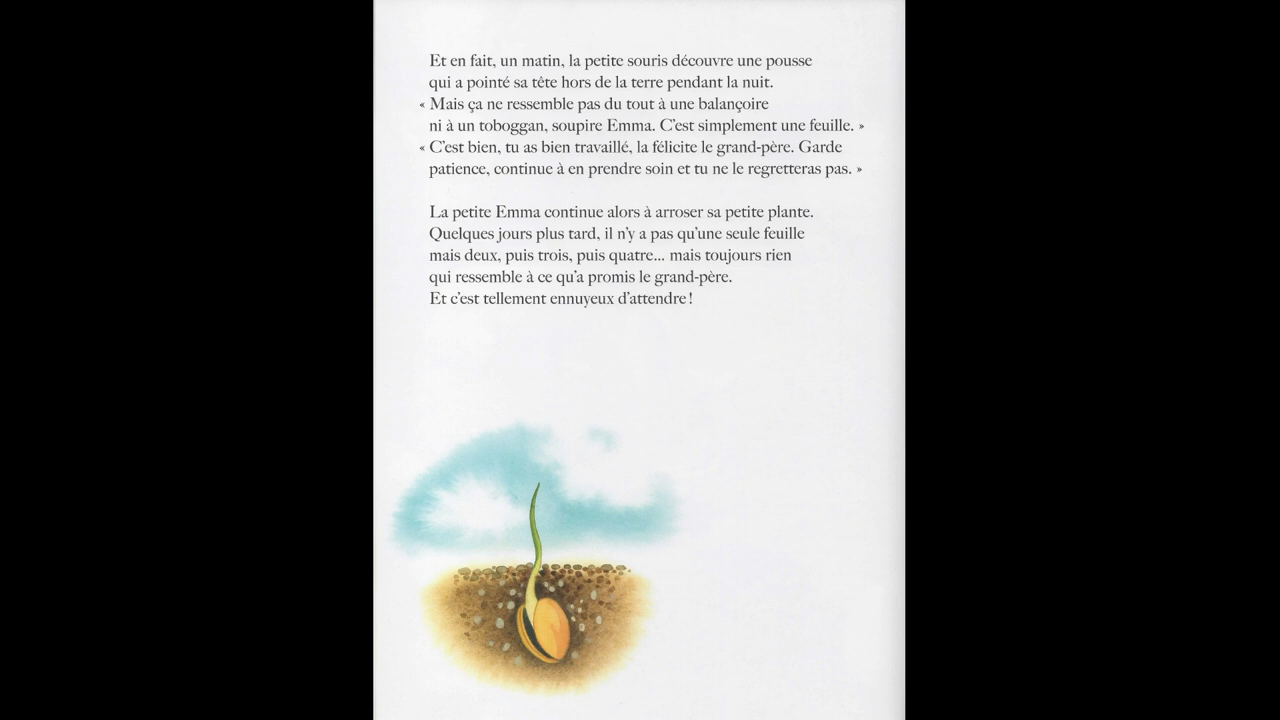 Et en fait, un matin, la petite souris découvre une pousse
qui a pointé sa tête hors de la terre pendant la nuit.
« Mais ça ne ressemble pas du tout à une balançoire
ni à un toboggan, soupire Emma. C'est simplement une feuille. »
« C'est bien, tu as bien travaillé, la félicite le grand-père. Garde
patience, continue à en prendre soin et tu ne le regretteras pas. »
La petite Emma continue alors à arroser sa petite plante.
Quelques jours plus tard, il n'y a pas qu'une seule feuille
mais deux, puis trois, puis quatre... mais toujours rien
qui ressemble à ce qu'a promis le grand-père.
Et c'est tellement ennuyeux d'attendre !